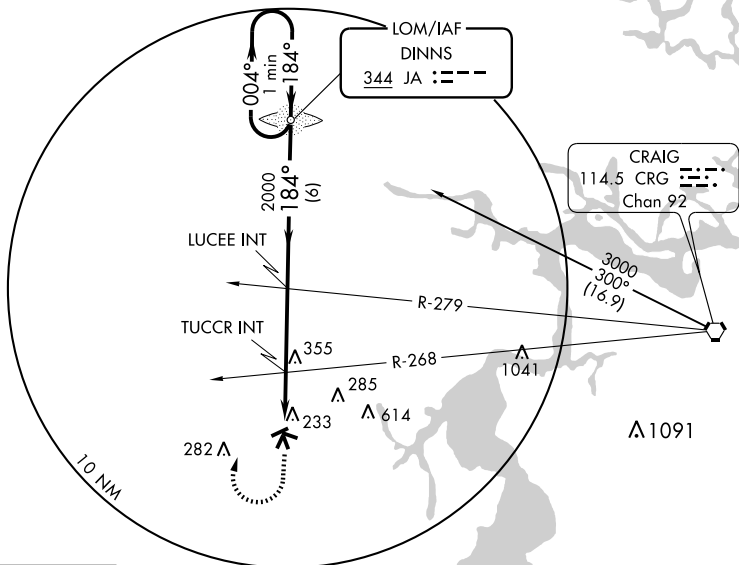 LOM/IAF
DINNS
344 JA
004°
1 min
184°
CRAIG
114.5 CRG
Chan 92
2000
184°
(6)
LUCEE INT
3000
300°
(16.9)
R-279
TUCCR INT
355
R-268
1041
285
233
614
282
1091
10 NM